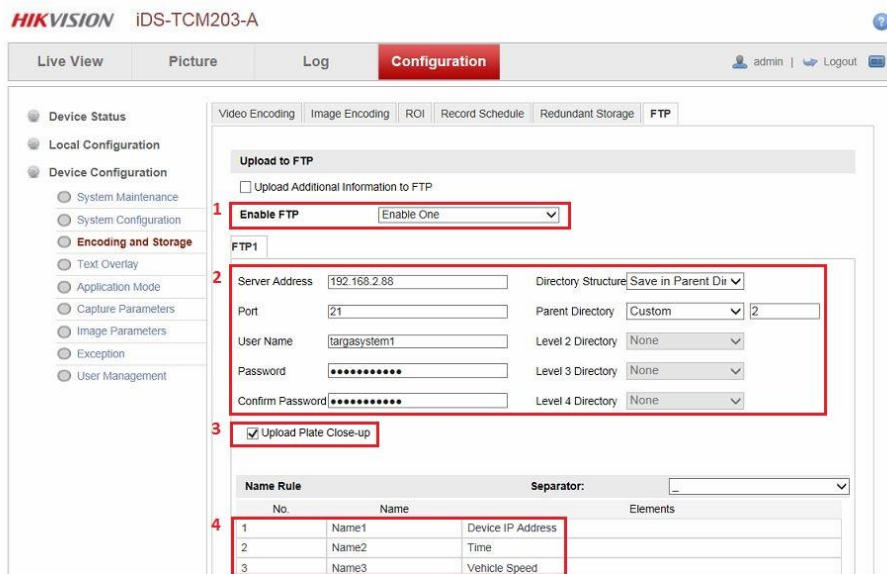 HIKVISION iDS-TCM203-A
Live View Picture Log Configuration admin | Logout
Device Status
Local Configuration
Device Configuration
System Maintenance
System Configuration
Encoding and Storage
Text Overlay
Application Mode
Capture Parameters
Image Parameters
Exception
User Management
Video Encoding Image Encoding ROI Record Schedule Redundant Storage FTP
Upload to FTP
Upload Additional Information to FTP
1 Enable FTP Enable One
FTP1
2 Server Address 192.168.2.88 Directory Structure Save in Parent Dir
Port 21 Parent Directory Custom 2
User Name targasystem1 Level 2 Directory None
Password ●●●●●●●●●●● Level 3 Directory None
Confirm Password ●●●●●●●●●●● Level 4 Directory None
3 Upload Plate Close-up
Name Rule Separator: _
No. Name Elements
4 1 Name1 Device IP Address
2 Name2 Time
3 Name3 Vehicle Speed